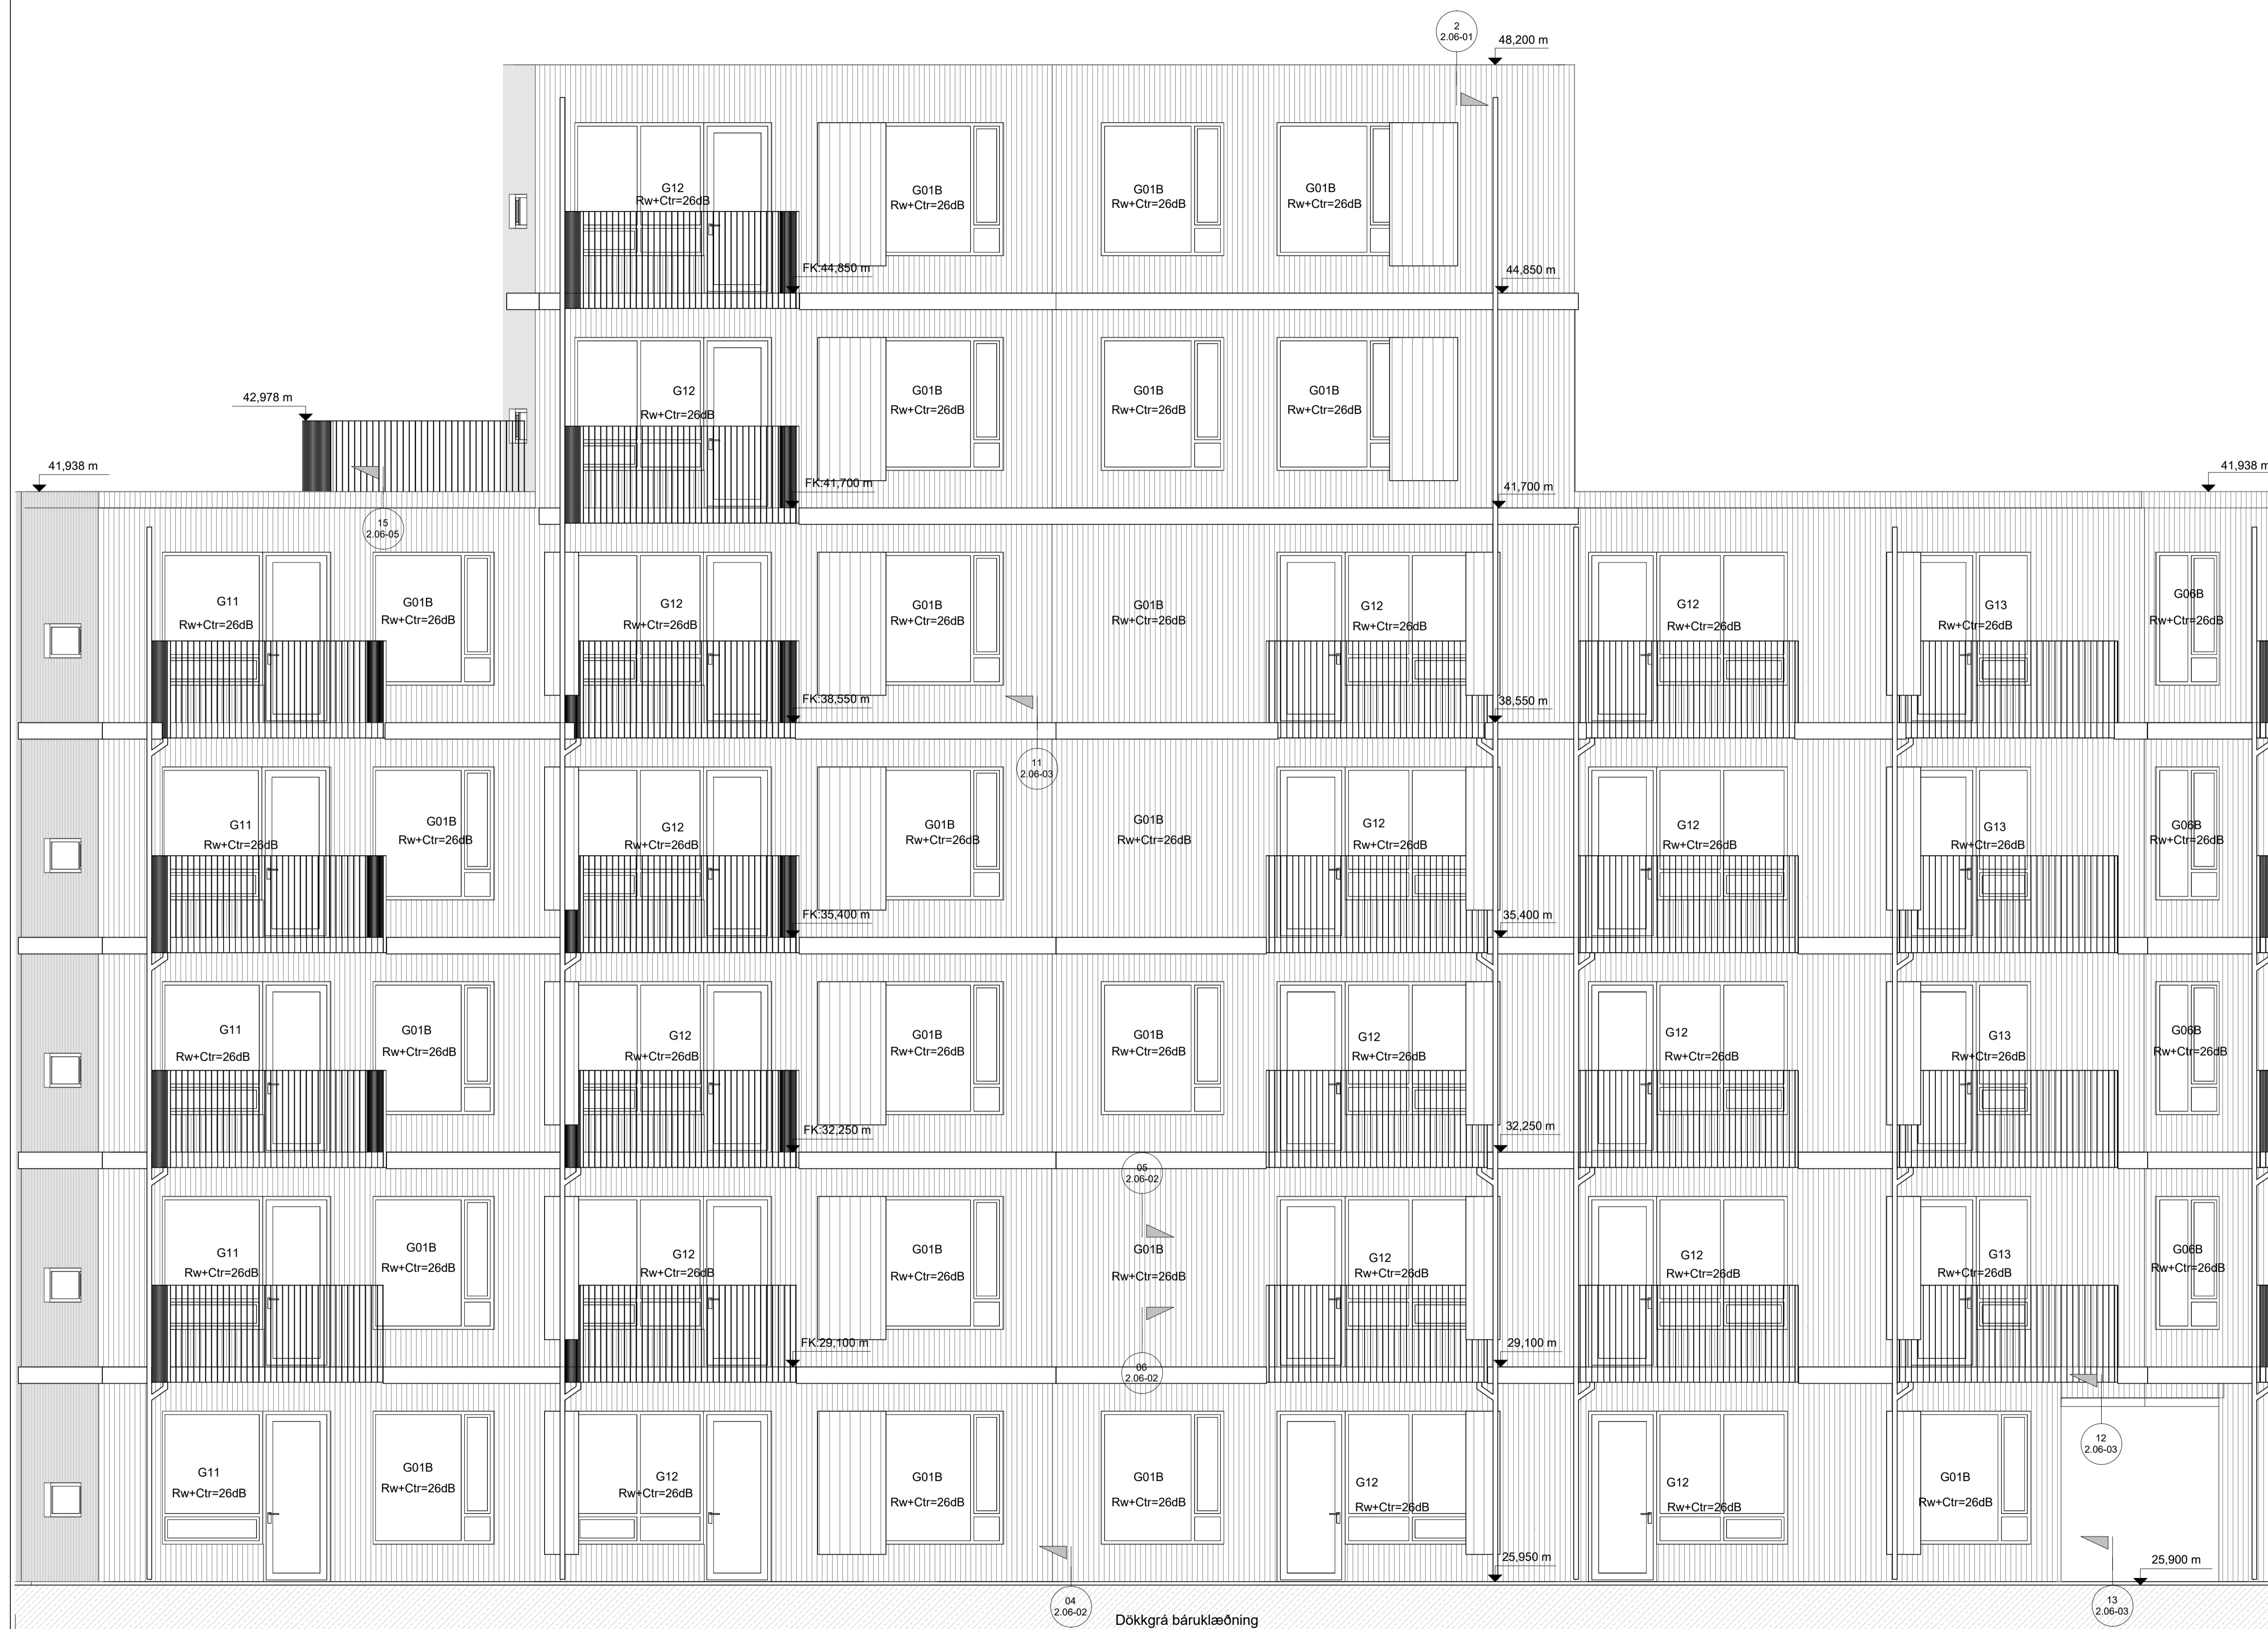 2
2.06-01
48,200 m
G12
Rw+Ctr=26dB
G01B
Rw+Ctr=26dB
G01B
Rw+Ctr=26dB
G01B
Rw+Ctr=26dB
FK:44,850 m
44,850 m
42,978 m
G12
Rw+Ctr=26dB
G01B
Rw+Ctr=26dB
G01B
Rw+Ctr=26dB
G01B
Rw+Ctr=26dB
41,938 m
41,938 m
FK:41,700 m
41,700 m
15
2.06-05
G11
Rw+Ctr=26dB
G01B
Rw+Ctr=26dB
G12
Rw+Ctr=26dB
G01B
Rw+Ctr=26dB
G01B
Rw+Ctr=26dB
G12
Rw+Ctr=26dB
G12
Rw+Ctr=26dB
G13
Rw+Ctr=26dB
G06B
Rw+Ctr=26dB
FK:38,550 m
38,550 m
11
2.06-03
G11
Rw+Ctr=26dB
G01B
Rw+Ctr=26dB
G12
Rw+Ctr=26dB
G01B
Rw+Ctr=26dB
G01B
Rw+Ctr=26dB
G12
Rw+Ctr=26dB
G12
Rw+Ctr=26dB
G13
Rw+Ctr=26dB
G06B
Rw+Ctr=26dB
FK:35,400 m
35,400 m
G11
Rw+Ctr=26dB
G01B
Rw+Ctr=26dB
G12
Rw+Ctr=26dB
G01B
Rw+Ctr=26dB
G01B
Rw+Ctr=26dB
G12
Rw+Ctr=26dB
G12
Rw+Ctr=26dB
G13
Rw+Ctr=26dB
G06B
Rw+Ctr=26dB
FK:32,250 m
32,250 m
05
2.06-02
G11
Rw+Ctr=26dB
G01B
Rw+Ctr=26dB
G12
Rw+Ctr=26dB
G01B
Rw+Ctr=26dB
G01B
Rw+Ctr=26dB
G12
Rw+Ctr=26dB
G12
Rw+Ctr=26dB
G13
Rw+Ctr=26dB
G06B
Rw+Ctr=26dB
FK:29,100 m
29,100 m
06
2.06-02
12
2.06-03
G11
Rw+Ctr=26dB
G01B
Rw+Ctr=26dB
G12
Rw+Ctr=26dB
G01B
Rw+Ctr=26dB
G01B
Rw+Ctr=26dB
G12
Rw+Ctr=26dB
G12
Rw+Ctr=26dB
G01B
Rw+Ctr=26dB
25,950 m
25,900 m
04
2.06-02
13
2.06-03
Dökkgrá báruklæðning